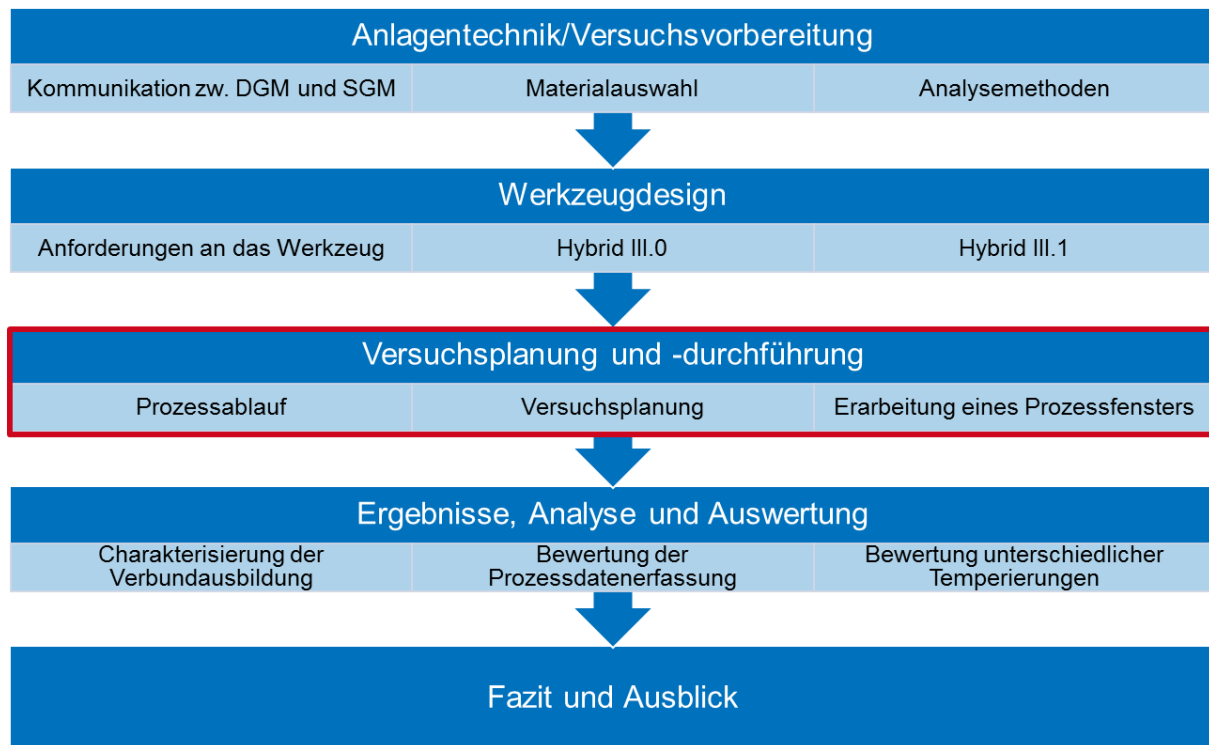 Anlagentechnik/Versuchsvorbereitung
Kommunikation zw. DGM und SGM
Materialauswahl
Analysemethoden
Werkzeugdesign
Anforderungen an das Werkzeug
Hybrid III.0
Hybrid III.1
Versuchsplanung und -durchführung
Prozessablauf
Versuchsplanung
Erarbeitung eines Prozessfensters
Ergebnisse, Analyse und Auswertung
Charakterisierung der
Verbundausbildung
Bewertung der
Prozessdatenerfassung
Bewertung unterschiedlicher
Temperierungen
Fazit und Ausblick